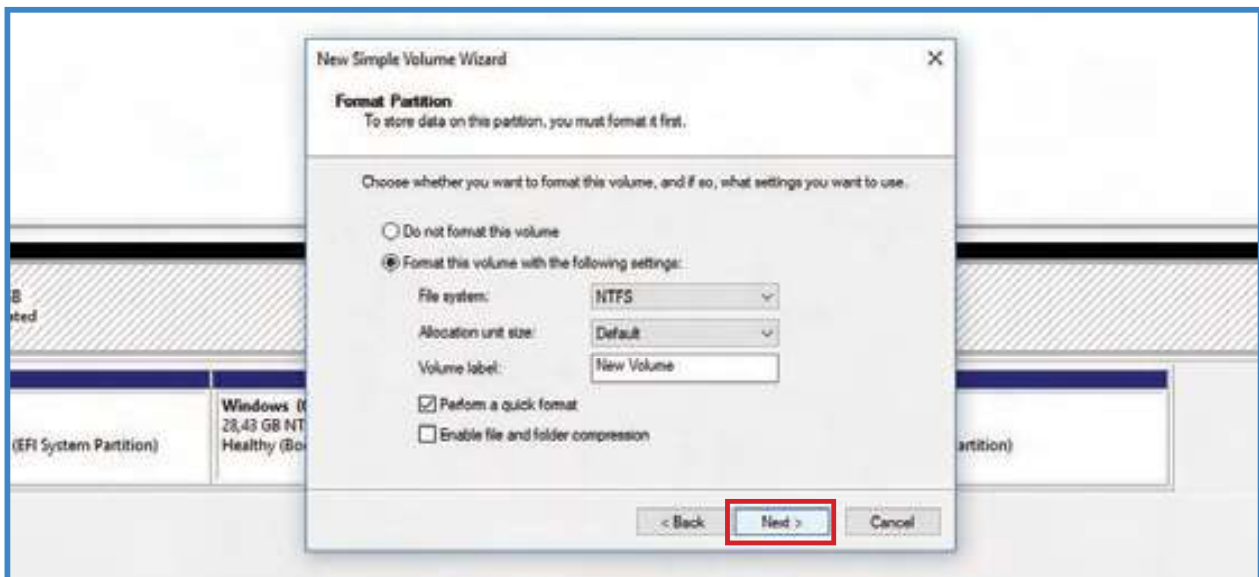 New Simple Volume Wizard
Format Partition
To store data on this partition, you must format it first.
Choose whether you want to format this volume, and if so, what settings you want to use.
Do not format this volume
Format this volume with the following settings:
File system: NTFS
Allocation unit size: Default
Volume label: New Volume
Perform a quick format
Enable file and folder compression
< Back Next > Cancel
B
ated
(EFI System Partition)
Windows (C
28,43 GB NT
Healthy (Boo
artition)